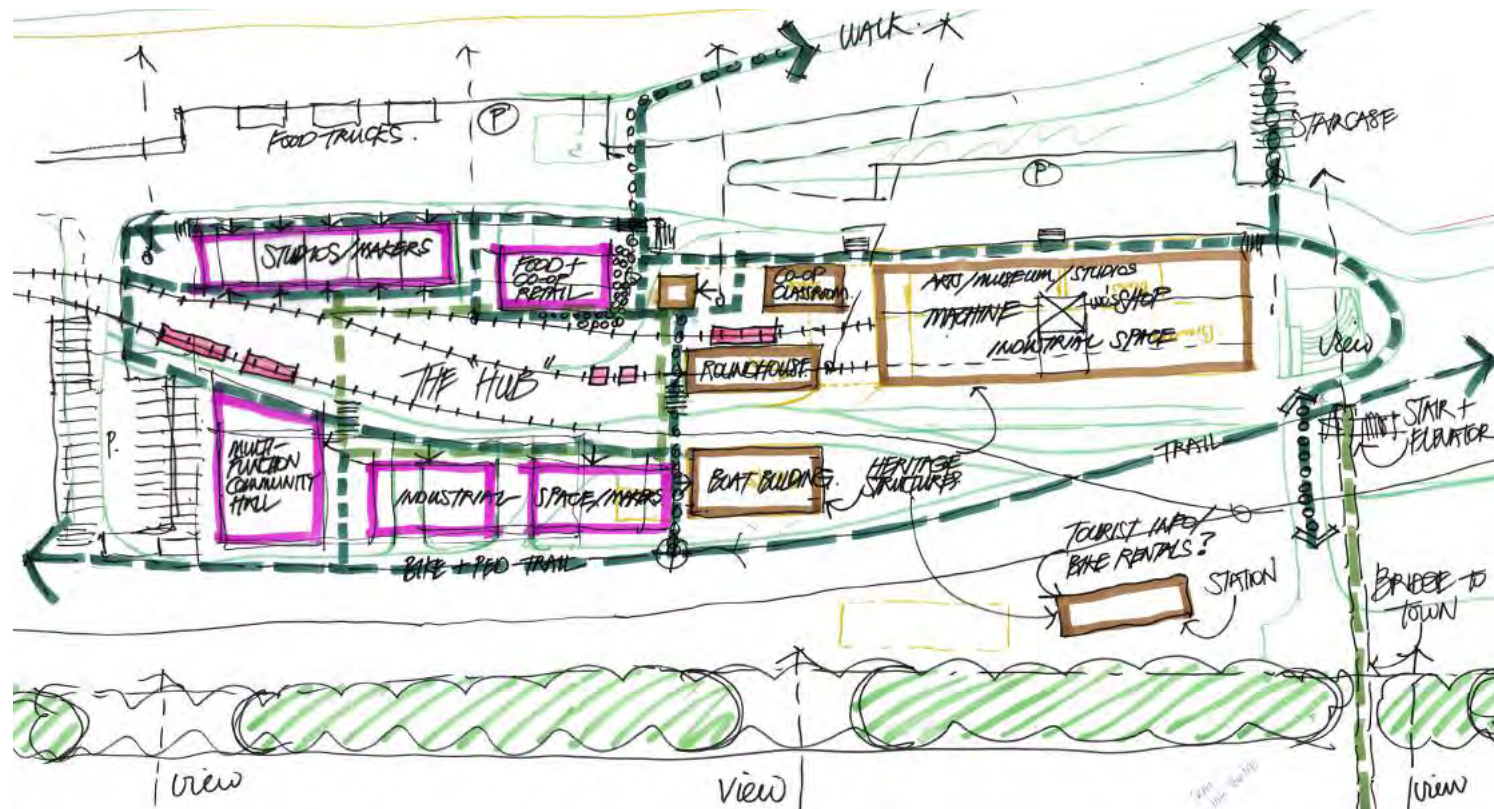 WALK.
FOOD TRUCKS.
P
STAIRCASE
P
STUDIOS/MAKERS
FOOD +
CO-OP
RETAIL
CO-OP
CLASSROOM.
ARTS/MUSEUM/STUDIOS
MACHINE
WO'SHOP
INDUSTRIAL SPACE
View
THE "HUB"
ROUNDHOUSE
STAIR +
ELEVATOR
TRAIL
P.
MULTI-
FUNCTION
COMMUNITY
HALL
INDUSTRIAL
SPACE/MAKERS
BOAT BUILDING.
HERITAGE
STRUCTURES.
BIKE + PED TRAIL
TOURIST INFO/
BIKE RENTALS?
STATION
BRIDGE TO
TOWN
view
View
view